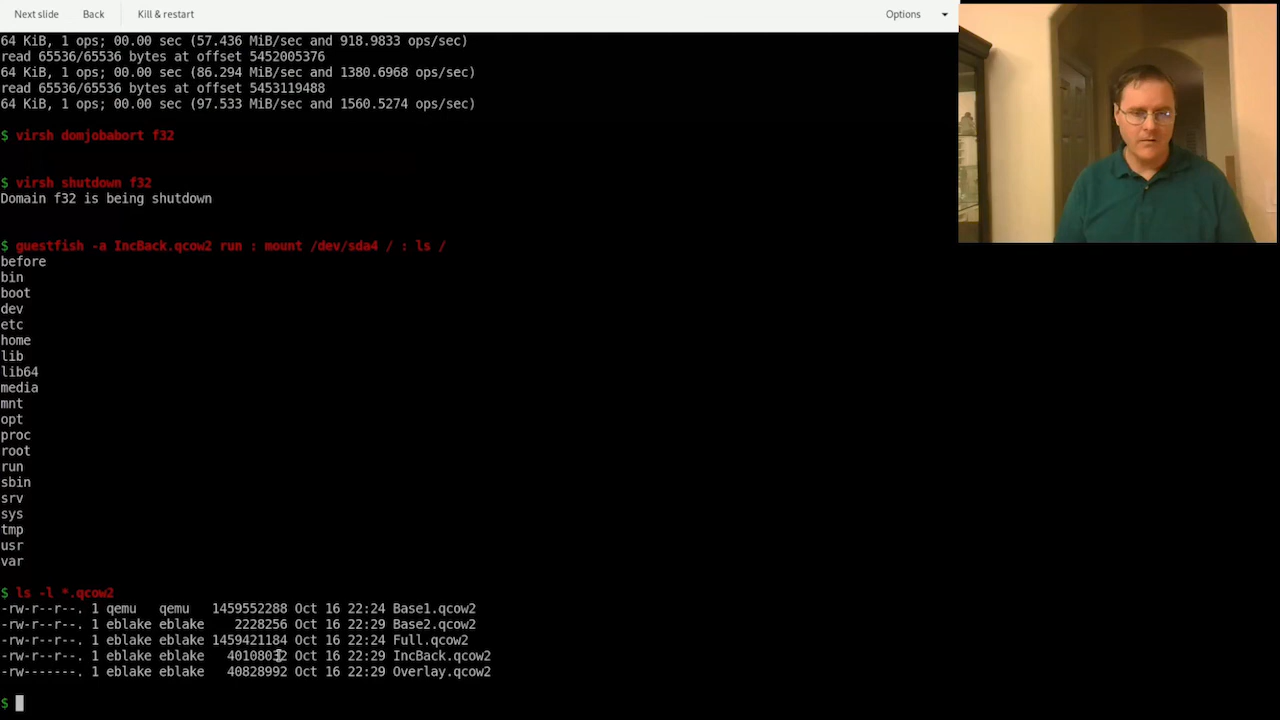 Next slide Back Kill & restart Options
64 KiB, 1 ops; 00.00 sec (57.436 MiB/sec and 918.9833 ops/sec)
read 65536/65536 bytes at offset 5452005376
64 KiB, 1 ops; 00.00 sec (86.294 MiB/sec and 1380.6968 ops/sec)
read 65536/65536 bytes at offset 5453119488
64 KiB, 1 ops; 00.00 sec (97.533 MiB/sec and 1560.5274 ops/sec)
$ virsh domjobabort f32
$ virsh shutdown f32
Domain f32 is being shutdown
$ guestfish -a IncBack.qcow2 run : mount /dev/sda4 / : ls /
before
bin
boot
dev
etc
home
lib
lib64
media
mnt
opt
proc
root
run
sbin
srv
sys
tmp
usr
var
$ ls -l *.qcow2
-rw-r--r--. 1 qemu   qemu   1459552288 Oct 16 22:24 Base1.qcow2
-rw-r--r--. 1 eblake eblake    2228256 Oct 16 22:29 Base2.qcow2
-rw-r--r--. 1 eblake eblake 1459421184 Oct 16 22:24 Full.qcow2
-rw-r--r--. 1 eblake eblake   40108032 Oct 16 22:29 IncBack.qcow2
-rw-------. 1 eblake eblake   40828992 Oct 16 22:29 Overlay.qcow2
$